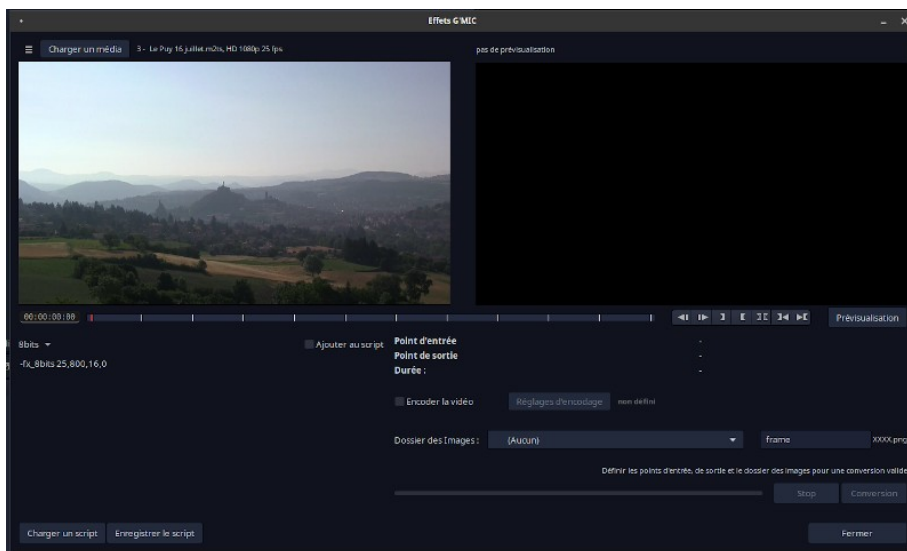 Effets G'MIC
Charger un média
3 - Le Puy 16 juillet.m2ts, HD 1080p 25 fps
pas de prévisualisation
00:00:00:00
Prévisualisation
8bits
Ajouter au script
-fx_8bits 25,800,16,0
Point d'entrée -
Point de sortie -
Durée : -
Encoder la vidéo
Réglages d'encodage
non défini
Dossier des Images :
(Aucun)
frame
XXXX.png
Définir les points d'entrée, de sortie et le dossier des images pour une conversion valide
Stop
Conversion
Charger un script
Enregistrer le script
Fermer